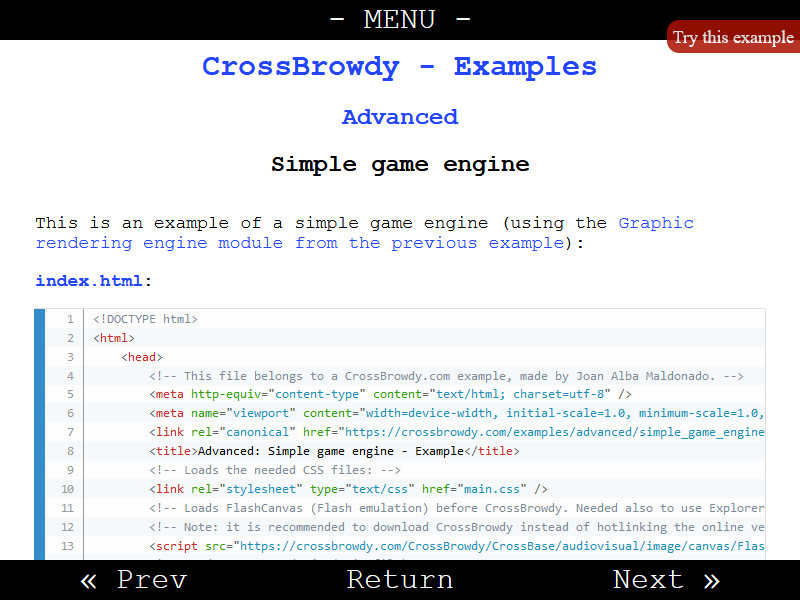 - MENU -
Try this example
CrossBrowdy - Examples
Advanced
Simple game engine
This is an example of a simple game engine (using the Graphic
rendering engine module from the previous example):
index.html:
1 <!DOCTYPE html>
2 <html>
3 <head>
4 <!-- This file belongs to a CrossBrowdy.com example, made by Joan Alba Maldonado. -->
5 <meta http-equiv="content-type" content="text/html; charset=utf-8" />
6 <meta name="viewport" content="width=device-width, initial-scale=1.0, minimum-scale=1.0,
7 <link rel="canonical" href="https://crossbrowdy.com/examples/advanced/simple_game_engine
8 <title>Advanced: Simple game engine - Example</title>
9 <!-- Loads the needed CSS files: -->
10 <link rel="stylesheet" type="text/css" href="main.css" />
11 <!-- Loads FlashCanvas (Flash emulation) before CrossBrowdy. Needed also to use Explorer
12 <!-- Note: it is recommended to download CrossBrowdy instead of hotlinking the online ve
13 <script src="https://crossbrowdy.com/CrossBrowdy/CrossBase/audiovisual/image/canvas/Flas
« Prev
Return
Next »